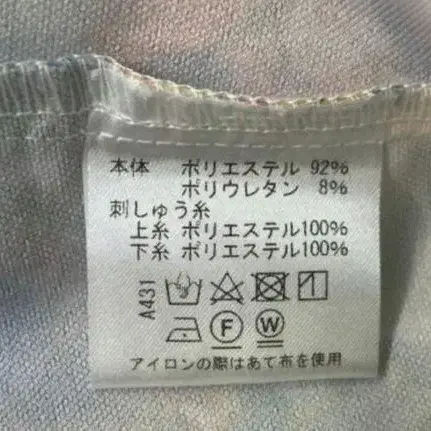 本体 ポリエステル 92%
ポリウレタン 8%
刺しゅう糸
上糸 ポリエステル100%
下糸 ポリエステル100%
A431
F W
アイロンの際はあて布を使用